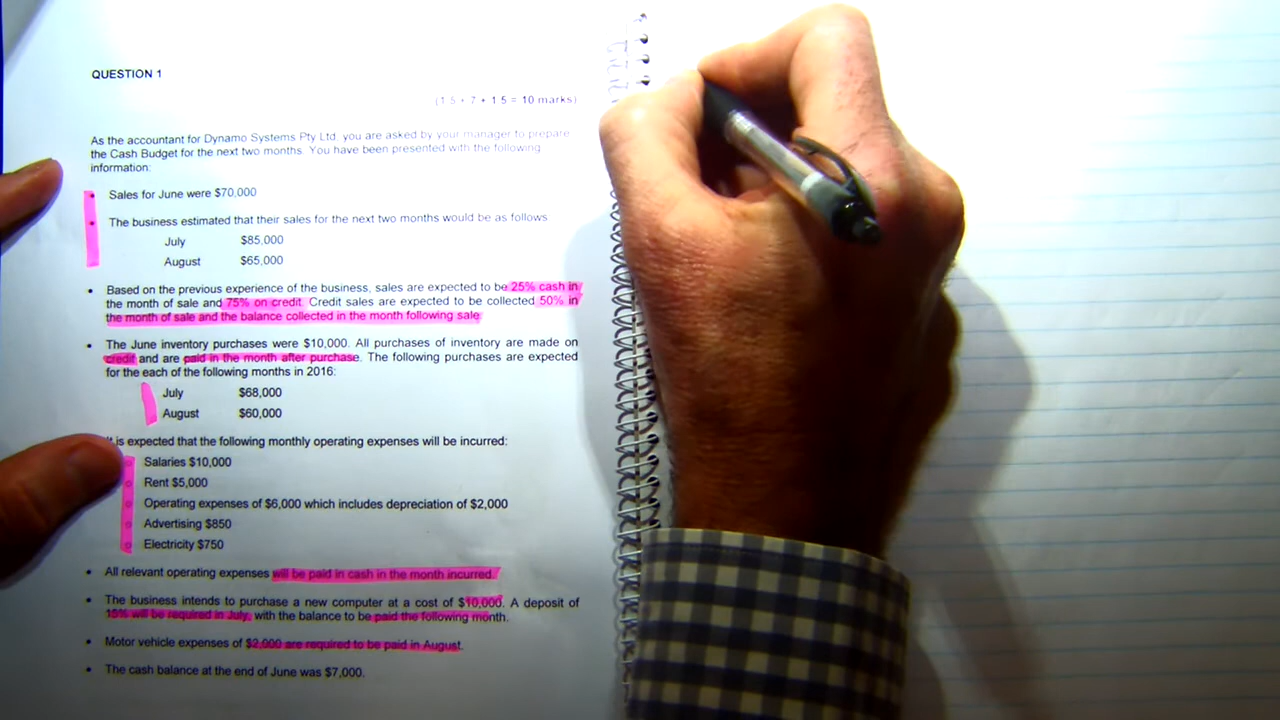 QUESTION 1
(1.5 + 7 + 1.5 = 10 marks)
As the accountant for Dynamo Systems Pty Ltd, you are asked by your manager to prepare
the Cash Budget for the next two months. You have been presented with the following
information:
• Sales for June were $70,000
• The business estimated that their sales for the next two months would be as follows
July $85,000
August $65,000
• Based on the previous experience of the business, sales are expected to be 25% cash in
the month of sale and 75% on credit. Credit sales are expected to be collected 50% in
the month of sale and the balance collected in the month following sale
• The June inventory purchases were $10,000. All purchases of inventory are made on
credit and are paid in the month after purchase. The following purchases are expected
for the each of the following months in 2016:
July $68,000
August $60,000
is expected that the following monthly operating expenses will be incurred:
o Salaries $10,000
o Rent $5,000
o Operating expenses of $6,000 which includes depreciation of $2,000
o Advertising $850
o Electricity $750
• All relevant operating expenses will be paid in cash in the month incurred.
• The business intends to purchase a new computer at a cost of $10,000. A deposit of
15% will be required in July, with the balance to be paid the following month.
• Motor vehicle expenses of $2,000 are required to be paid in August.
• The cash balance at the end of June was $7,000.